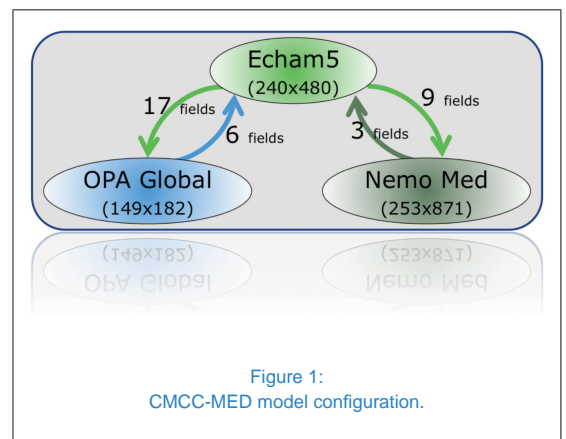 Echam5
(240x480)
17 fields
9 fields
6 fields
3 fields
OPA Global
(149x182)
Nemo Med
(253x871)
Figure 1:
CMCC-MED model configuration.